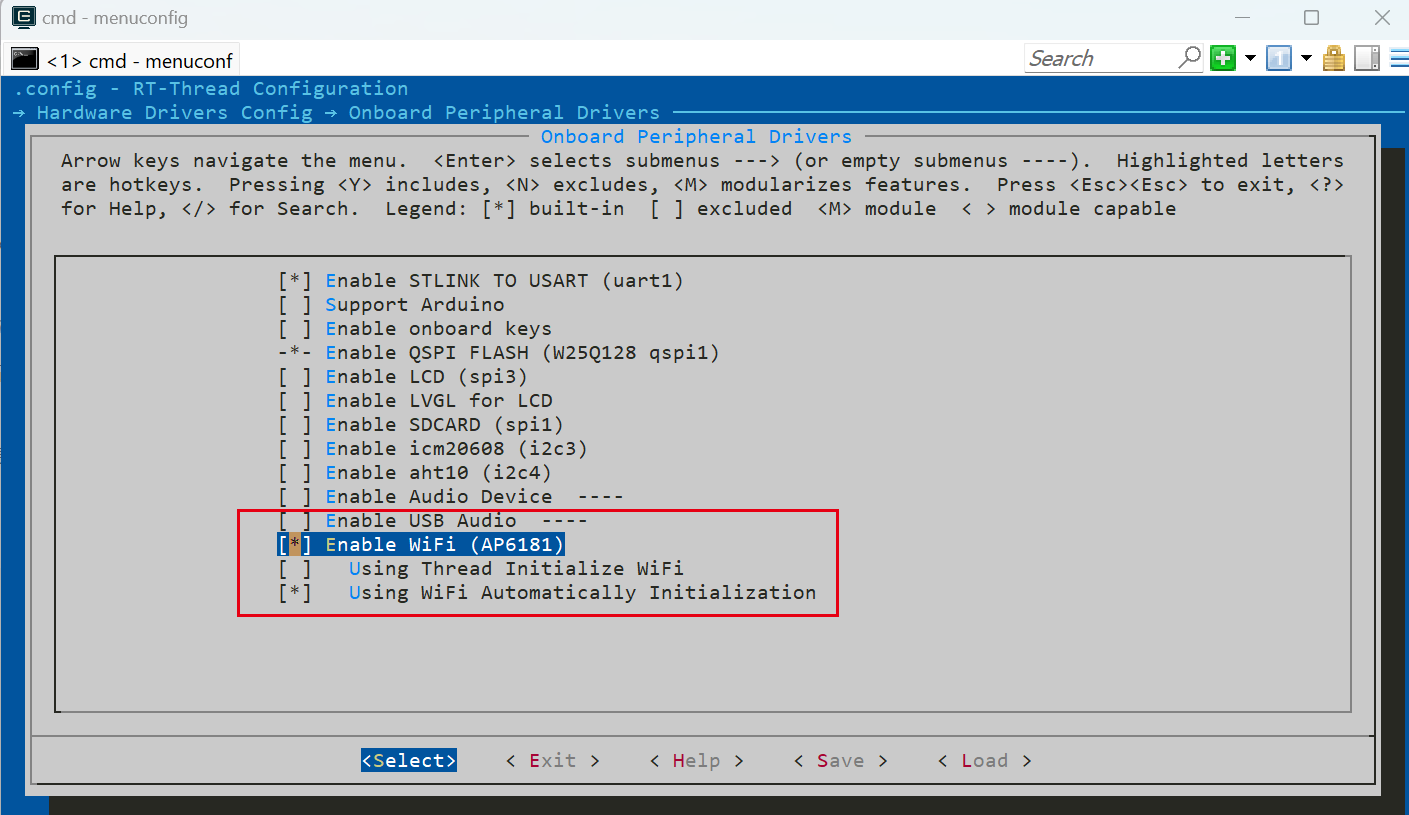 cmd - menuconfig
<1> cmd - menuconf
Search
.config - RT-Thread Configuration
→ Hardware Drivers Config → Onboard Peripheral Drivers
Onboard Peripheral Drivers
Arrow keys navigate the menu.  <Enter> selects submenus ---> (or empty submenus ----).  Highlighted letters
are hotkeys.  Pressing <Y> includes, <N> excludes, <M> modularizes features.  Press <Esc><Esc> to exit, <?>
for Help, </> for Search.  Legend: [*] built-in  [ ] excluded  <M> module  < > module capable
[*] Enable STLINK TO USART (uart1)
[ ] Support Arduino
[ ] Enable onboard keys
-*- Enable QSPI FLASH (W25Q128 qspi1)
[ ] Enable LCD (spi3)
[ ] Enable LVGL for LCD
[ ] Enable SDCARD (spi1)
[ ] Enable icm20608 (i2c3)
[ ] Enable aht10 (i2c4)
[ ] Enable Audio Device  ----
[ ] Enable USB Audio  ----
[*] Enable WiFi (AP6181)
[ ]   Using Thread Initialize WiFi
[*]   Using WiFi Automatically Initialization
<Select>    < Exit >    < Help >    < Save >    < Load >